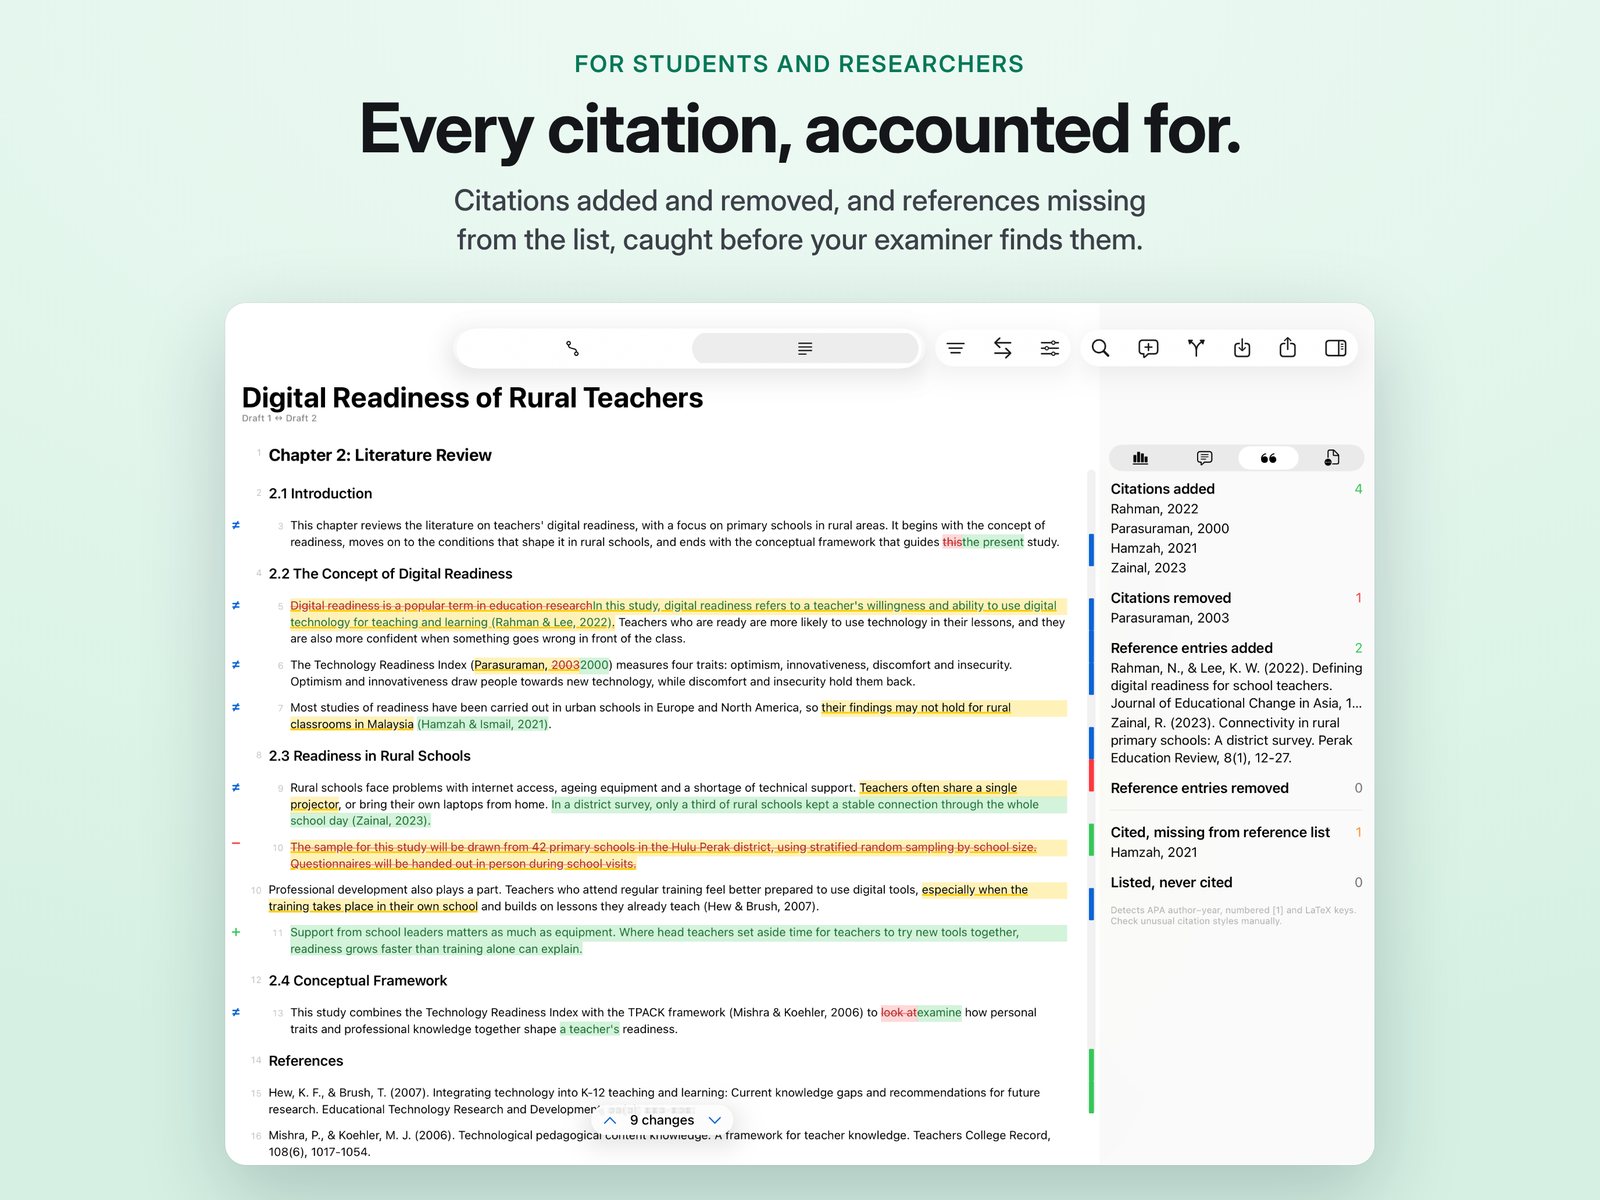 FOR STUDENTS AND RESEARCHERS
Every citation, accounted for.
Citations added and removed, and references missing
from the list, caught before your examiner finds them.
Digital Readiness of Rural Teachers
Draft 1 ↔ Draft 2
1 Chapter 2: Literature Review
2 2.1 Introduction
≠ 3 This chapter reviews the literature on teachers' digital readiness, with a focus on primary schools in rural areas. It begins with the concept of
readiness, moves on to the conditions that shape it in rural schools, and ends with the conceptual framework that guides thisthe present study.
4 2.2 The Concept of Digital Readiness
≠ 5 Digital readiness is a popular term in education researchIn this study, digital readiness refers to a teacher's willingness and ability to use digital
technology for teaching and learning (Rahman & Lee, 2022). Teachers who are ready are more likely to use technology in their lessons, and they
are also more confident when something goes wrong in front of the class.
≠ 6 The Technology Readiness Index (Parasuraman, 20032000) measures four traits: optimism, innovativeness, discomfort and insecurity.
Optimism and innovativeness draw people towards new technology, while discomfort and insecurity hold them back.
≠ 7 Most studies of readiness have been carried out in urban schools in Europe and North America, so their findings may not hold for rural
classrooms in Malaysia (Hamzah & Ismail, 2021).
8 2.3 Readiness in Rural Schools
≠ 9 Rural schools face problems with internet access, ageing equipment and a shortage of technical support. Teachers often share a single
projector, or bring their own laptops from home. In a district survey, only a third of rural schools kept a stable connection through the whole
school day (Zainal, 2023).
− 10 The sample for this study will be drawn from 42 primary schools in the Hulu Perak district, using stratified random sampling by school size.
Questionnaires will be handed out in person during school visits.
10 Professional development also plays a part. Teachers who attend regular training feel better prepared to use digital tools, especially when the
training takes place in their own school and builds on lessons they already teach (Hew & Brush, 2007).
+ 11 Support from school leaders matters as much as equipment. Where head teachers set aside time for teachers to try new tools together,
readiness grows faster than training alone can explain.
12 2.4 Conceptual Framework
≠ 13 This study combines the Technology Readiness Index with the TPACK framework (Mishra & Koehler, 2006) to look atexamine how personal
traits and professional knowledge together shape a teacher's readiness.
14 References
15 Hew, K. F., & Brush, T. (2007). Integrating technology into K-12 teaching and learning: Current knowledge gaps and recommendations for future
research. Educational Technology Research and Development,
16 Mishra, P., & Koehler, M. J. (2006). Technological pedagogical content knowledge: A framework for teacher knowledge. Teachers College Record,
108(6), 1017-1054.
9 changes
Citations added 4
Rahman, 2022
Parasuraman, 2000
Hamzah, 2021
Zainal, 2023
Citations removed 1
Parasuraman, 2003
Reference entries added 2
Rahman, N., & Lee, K. W. (2022). Defining
digital readiness for school teachers.
Journal of Educational Change in Asia, 1...
Zainal, R. (2023). Connectivity in rural
primary schools: A district survey. Perak
Education Review, 8(1), 12-27.
Reference entries removed 0
Cited, missing from reference list 1
Hamzah, 2021
Listed, never cited 0
Detects APA author–year, numbered [1] and LaTeX keys.
Check unusual citation styles manually.